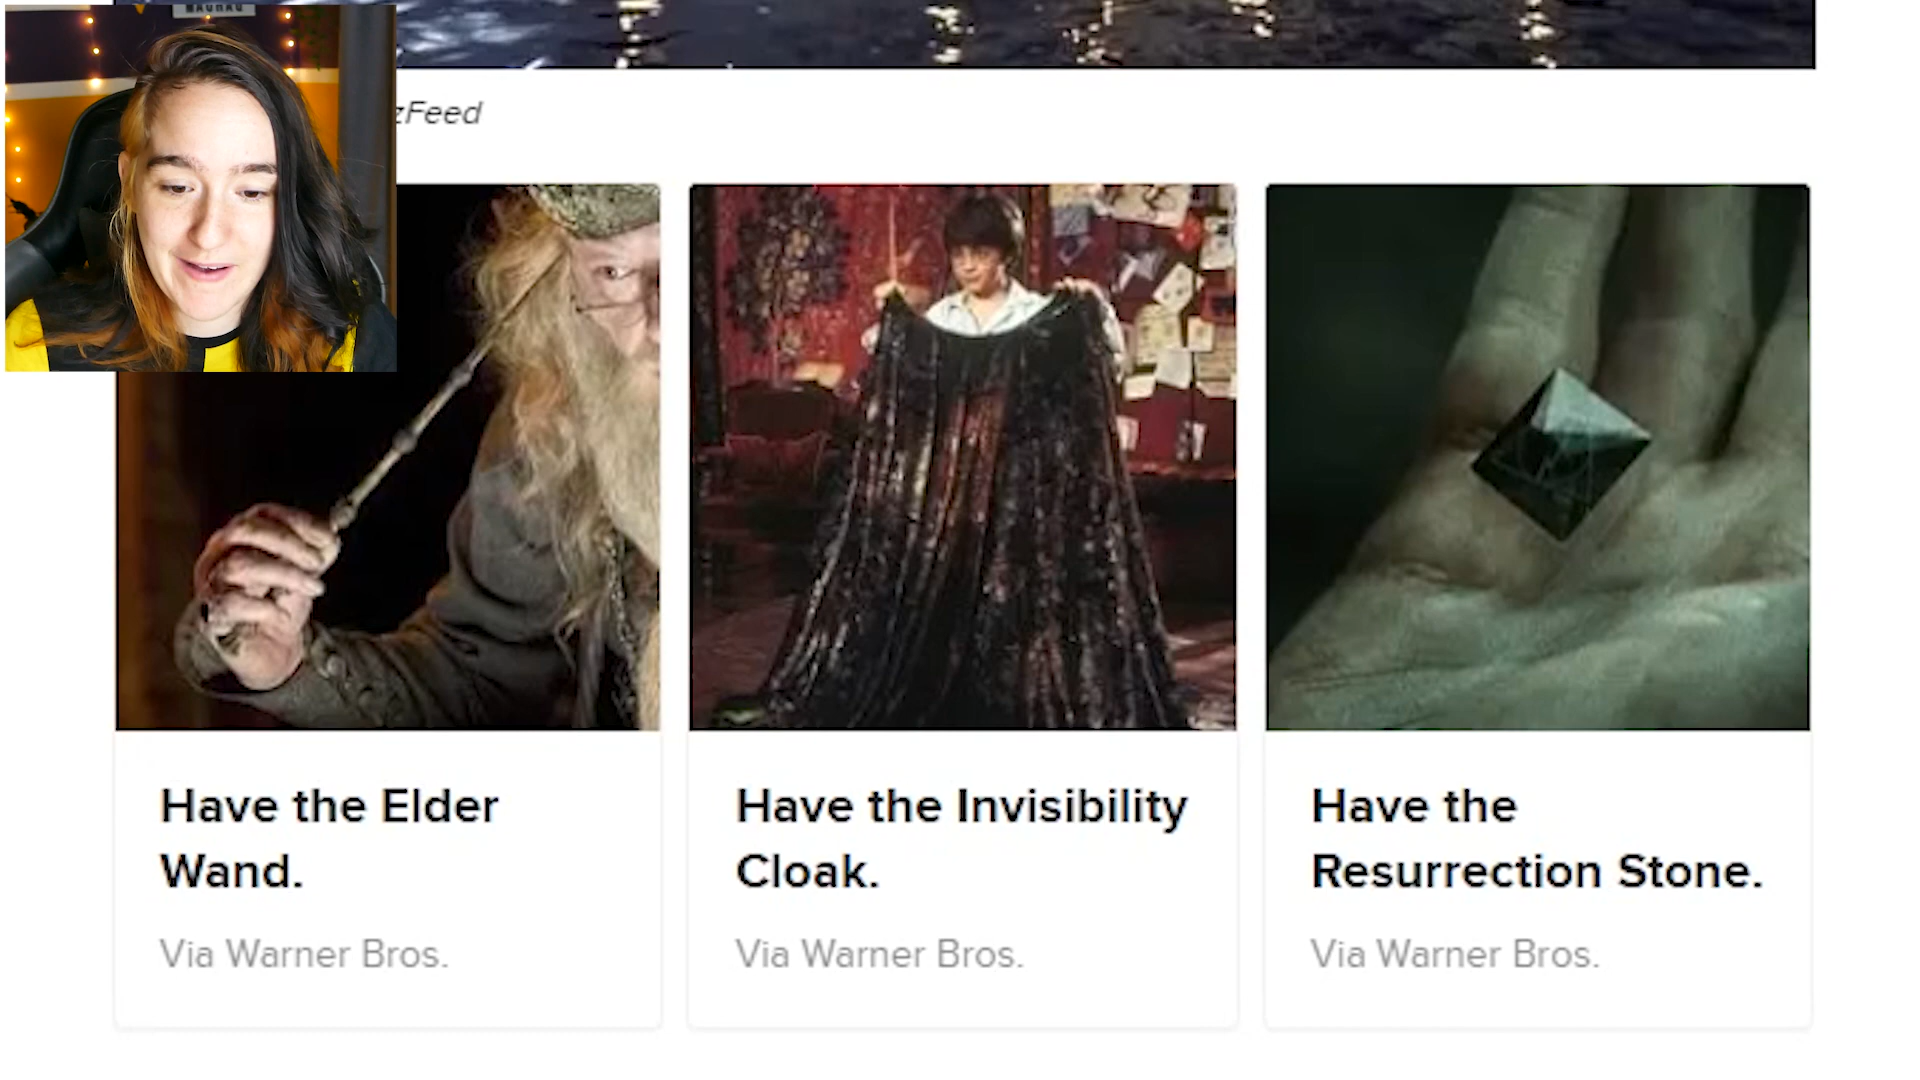 zFeed
Have the Elder
Wand.
Via Warner Bros.
Have the Invisibility
Cloak.
Via Warner Bros.
Have the
Resurrection Stone.
Via Warner Bros.